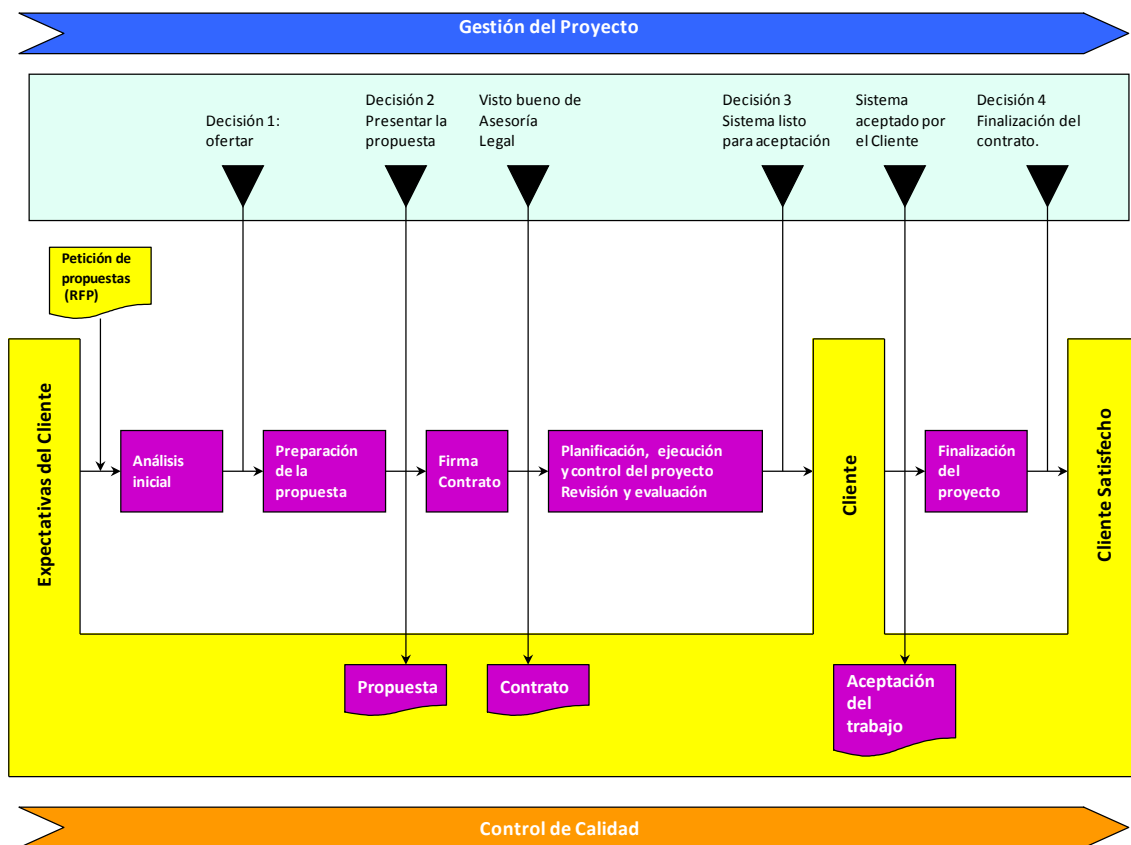 Gestión del Proyecto
Decisión 1:
ofertar
Decisión 2
Presentar la
propuesta
Visto bueno de
Asesoría
Legal
Decisión 3
Sistema listo
para aceptación
Sistema
aceptado por
el Cliente
Decisión 4
Finalización del
contrato.
Petición de
propuestas
(RFP)
Expectativas del Cliente
Análisis
inicial
Preparación
de la
propuesta
Firma
Contrato
Planificación, ejecución
y control del proyecto
Revisión y evaluación
Cliente
Finalización
del
proyecto
Cliente Satisfecho
Propuesta
Contrato
Aceptación
del
trabajo
Control de Calidad